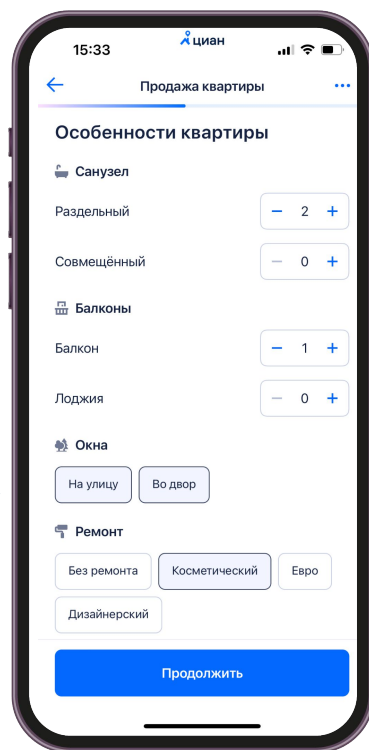 15:33
циан
Продажа квартиры
Особенности квартиры
Санузел
Раздельный − 2 +
Совмещённый − 0 +
Балконы
Балкон − 1 +
Лоджия − 0 +
Окна
На улицу Во двор
Ремонт
Без ремонта Косметический Евро
Дизайнерский
Продолжить